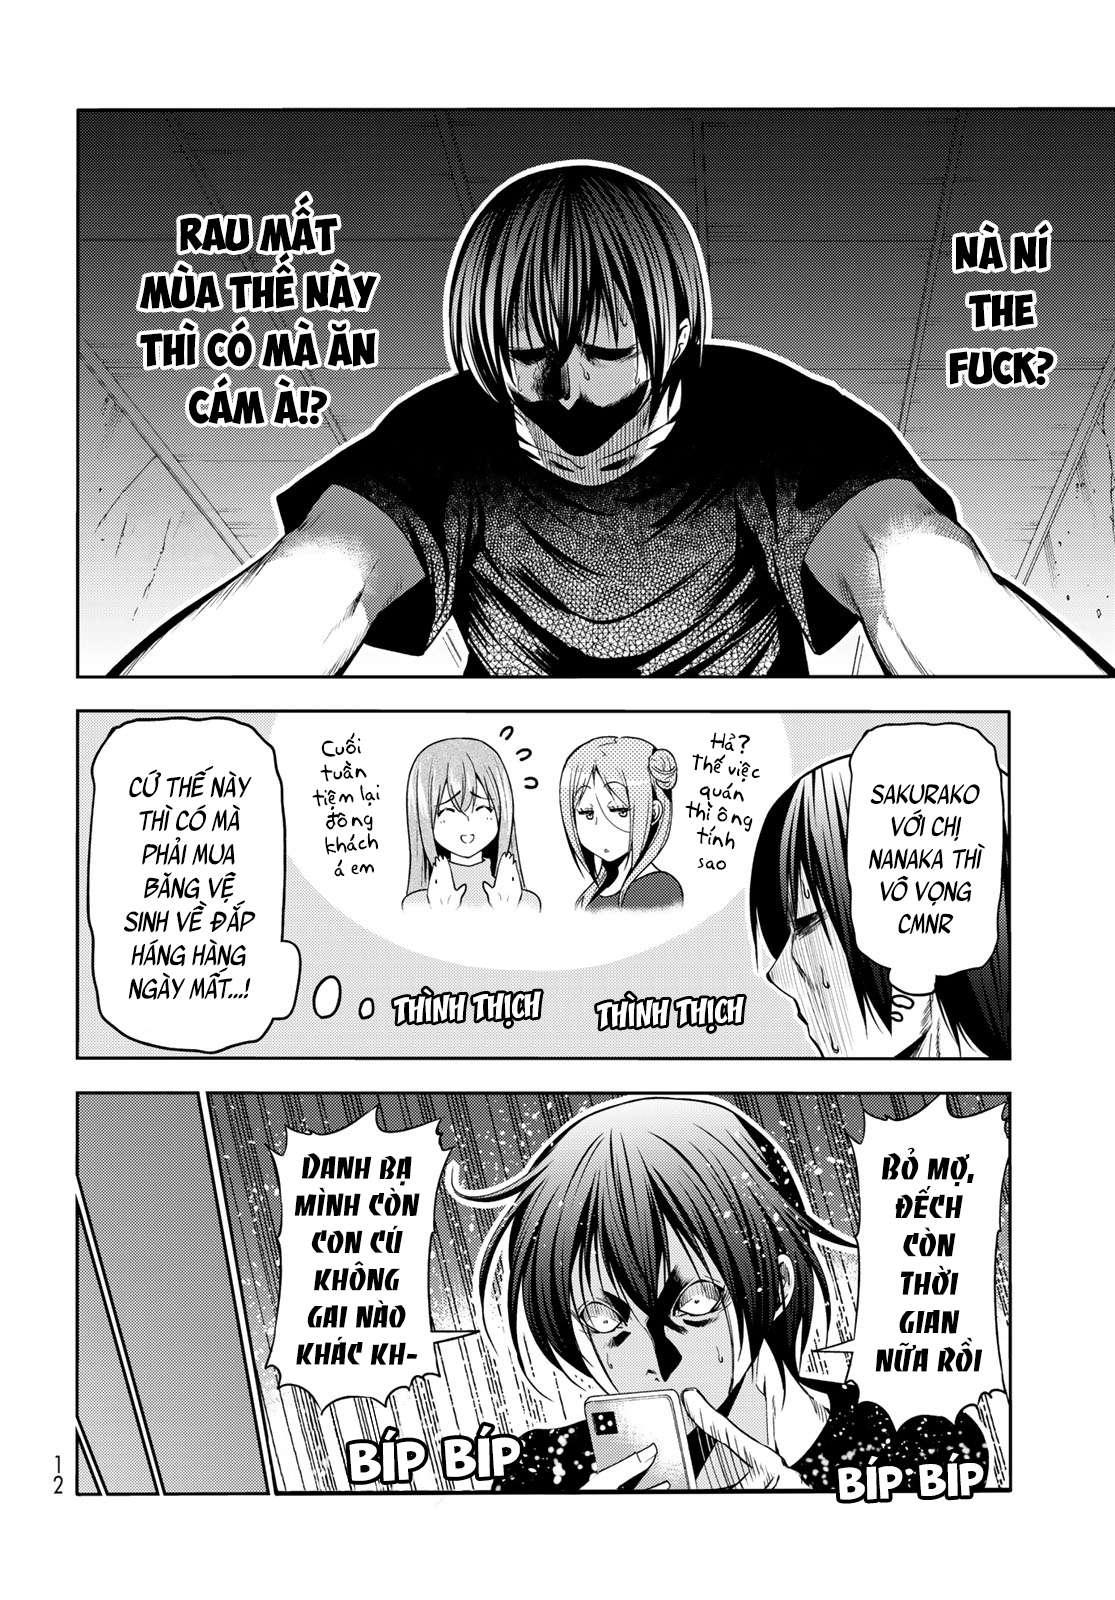 NÀ NÍ
THE
FUCK?
RAU MẤT
MÙA THẾ NÀY
THÌ CÓ MÀ ĂN
CÁM À!?
SAKURAKO
VỚI CHỊ
NANAKA THÌ
VÔ VỌNG
CMNR
Hả?
Thế việc
quán
thì ông
tính
sao
Cuối
tuần
tiệm lại
đông
khách
á em
THÌNH THỊCH
THÌNH THỊCH
CỨ THẾ NÀY
THÌ CÓ MÀ
PHẢI MUA
BĂNG VỆ
SINH VỀ ĐẮP
HÁNG HÀNG
NGÀY MẤT...!
BỎ MỢ,
ĐẾCH
CÒN
THỜI
GIAN
NỮA RỒI
DANH BẠ
MÌNH CÒN
CON CÚ
KHÔNG
GAI NÀO
KHÁC KH-
BÍP BÍP
BÍP BÍP
12